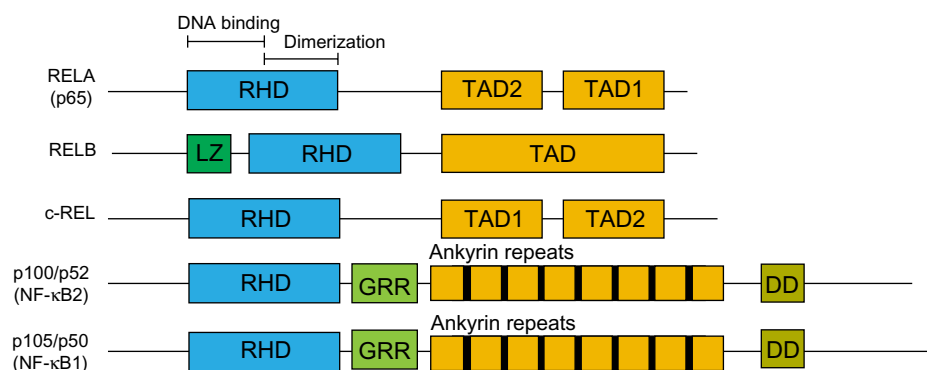 DNA binding
Dimerization
RELA
(p65)
RHD
TAD2
TAD1
RELB
LZ
RHD
TAD
c-REL
RHD
TAD1
TAD2
Ankyrin repeats
p100/p52
(NF-κB2)
RHD
GRR
DD
Ankyrin repeats
p105/p50
(NF-κB1)
RHD
GRR
DD